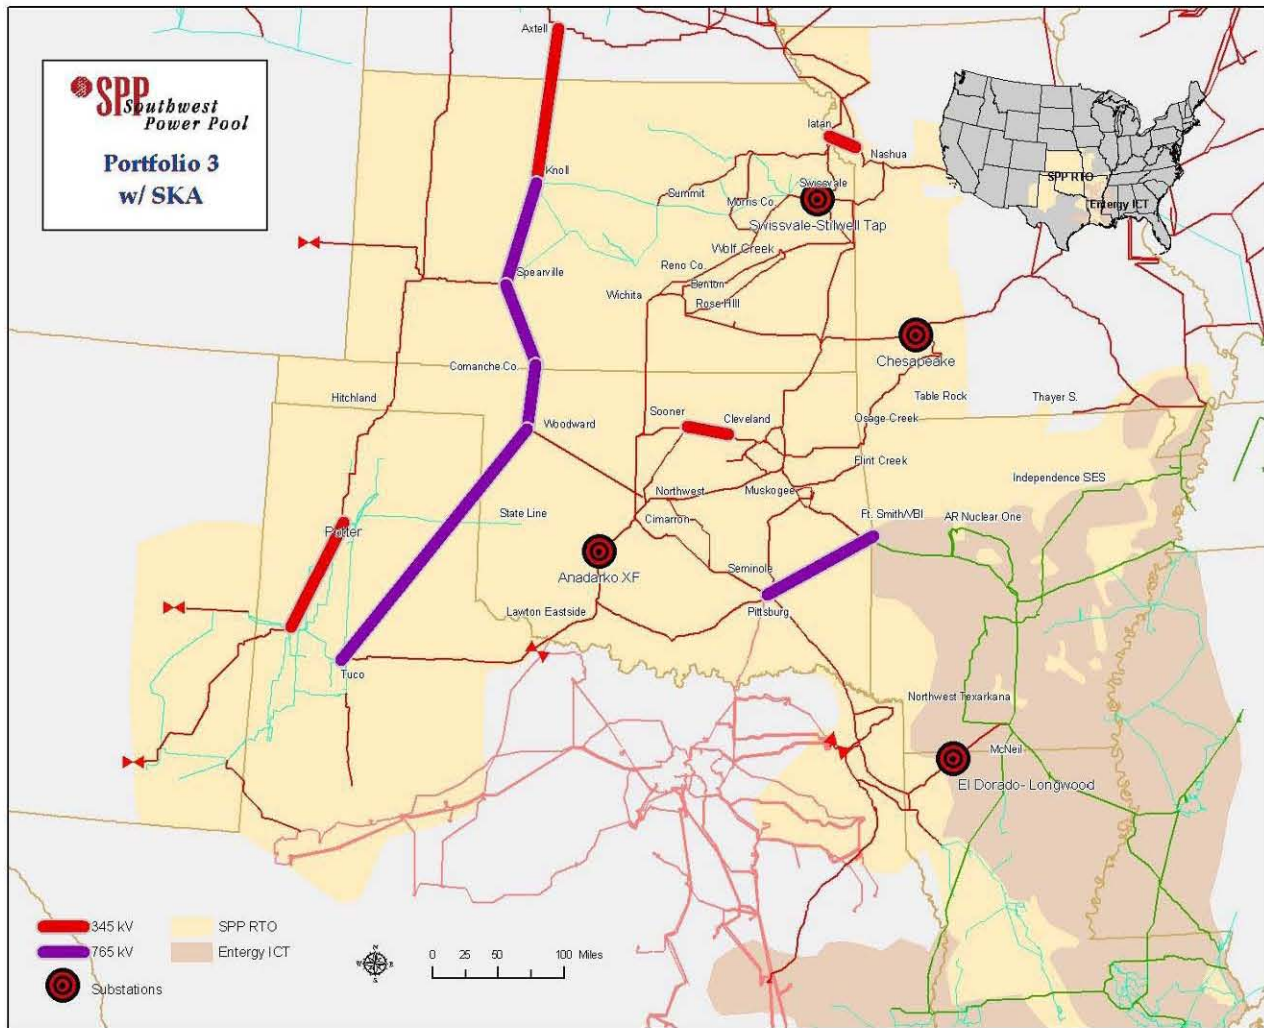 SPP Southwest
Power Pool
Portfolio 3
w/ SKA
Axtell
Iatan
Nashua
Knoll
Summit
Swissvale
Morris Co.
Swissvale-Stilwell Tap
SPP RTO
Entergy ICT
Wolf Creek
Reno Co.
Spearville
Benton
Wichita
Rose Hill
Chesapeake
Comanche Co.
Hitchland
Table Rock
Thayer S.
Sooner
Cleveland
Osage Creek
Woodward
Flint Creek
Independence SES
Northwest
Muskogee
State Line
Cimarron
Ft. Smith/VBI
AR Nuclear One
Potter
Anadarko XF
Seminole
Lawton Eastside
Pittsburg
Tuco
Northwest Texarkana
McNeil
El Dorado- Longwood
345 kV
SPP RTO
765 kV
Entergy ICT
Substations
N
W
E
S
0 25 50 100 Miles